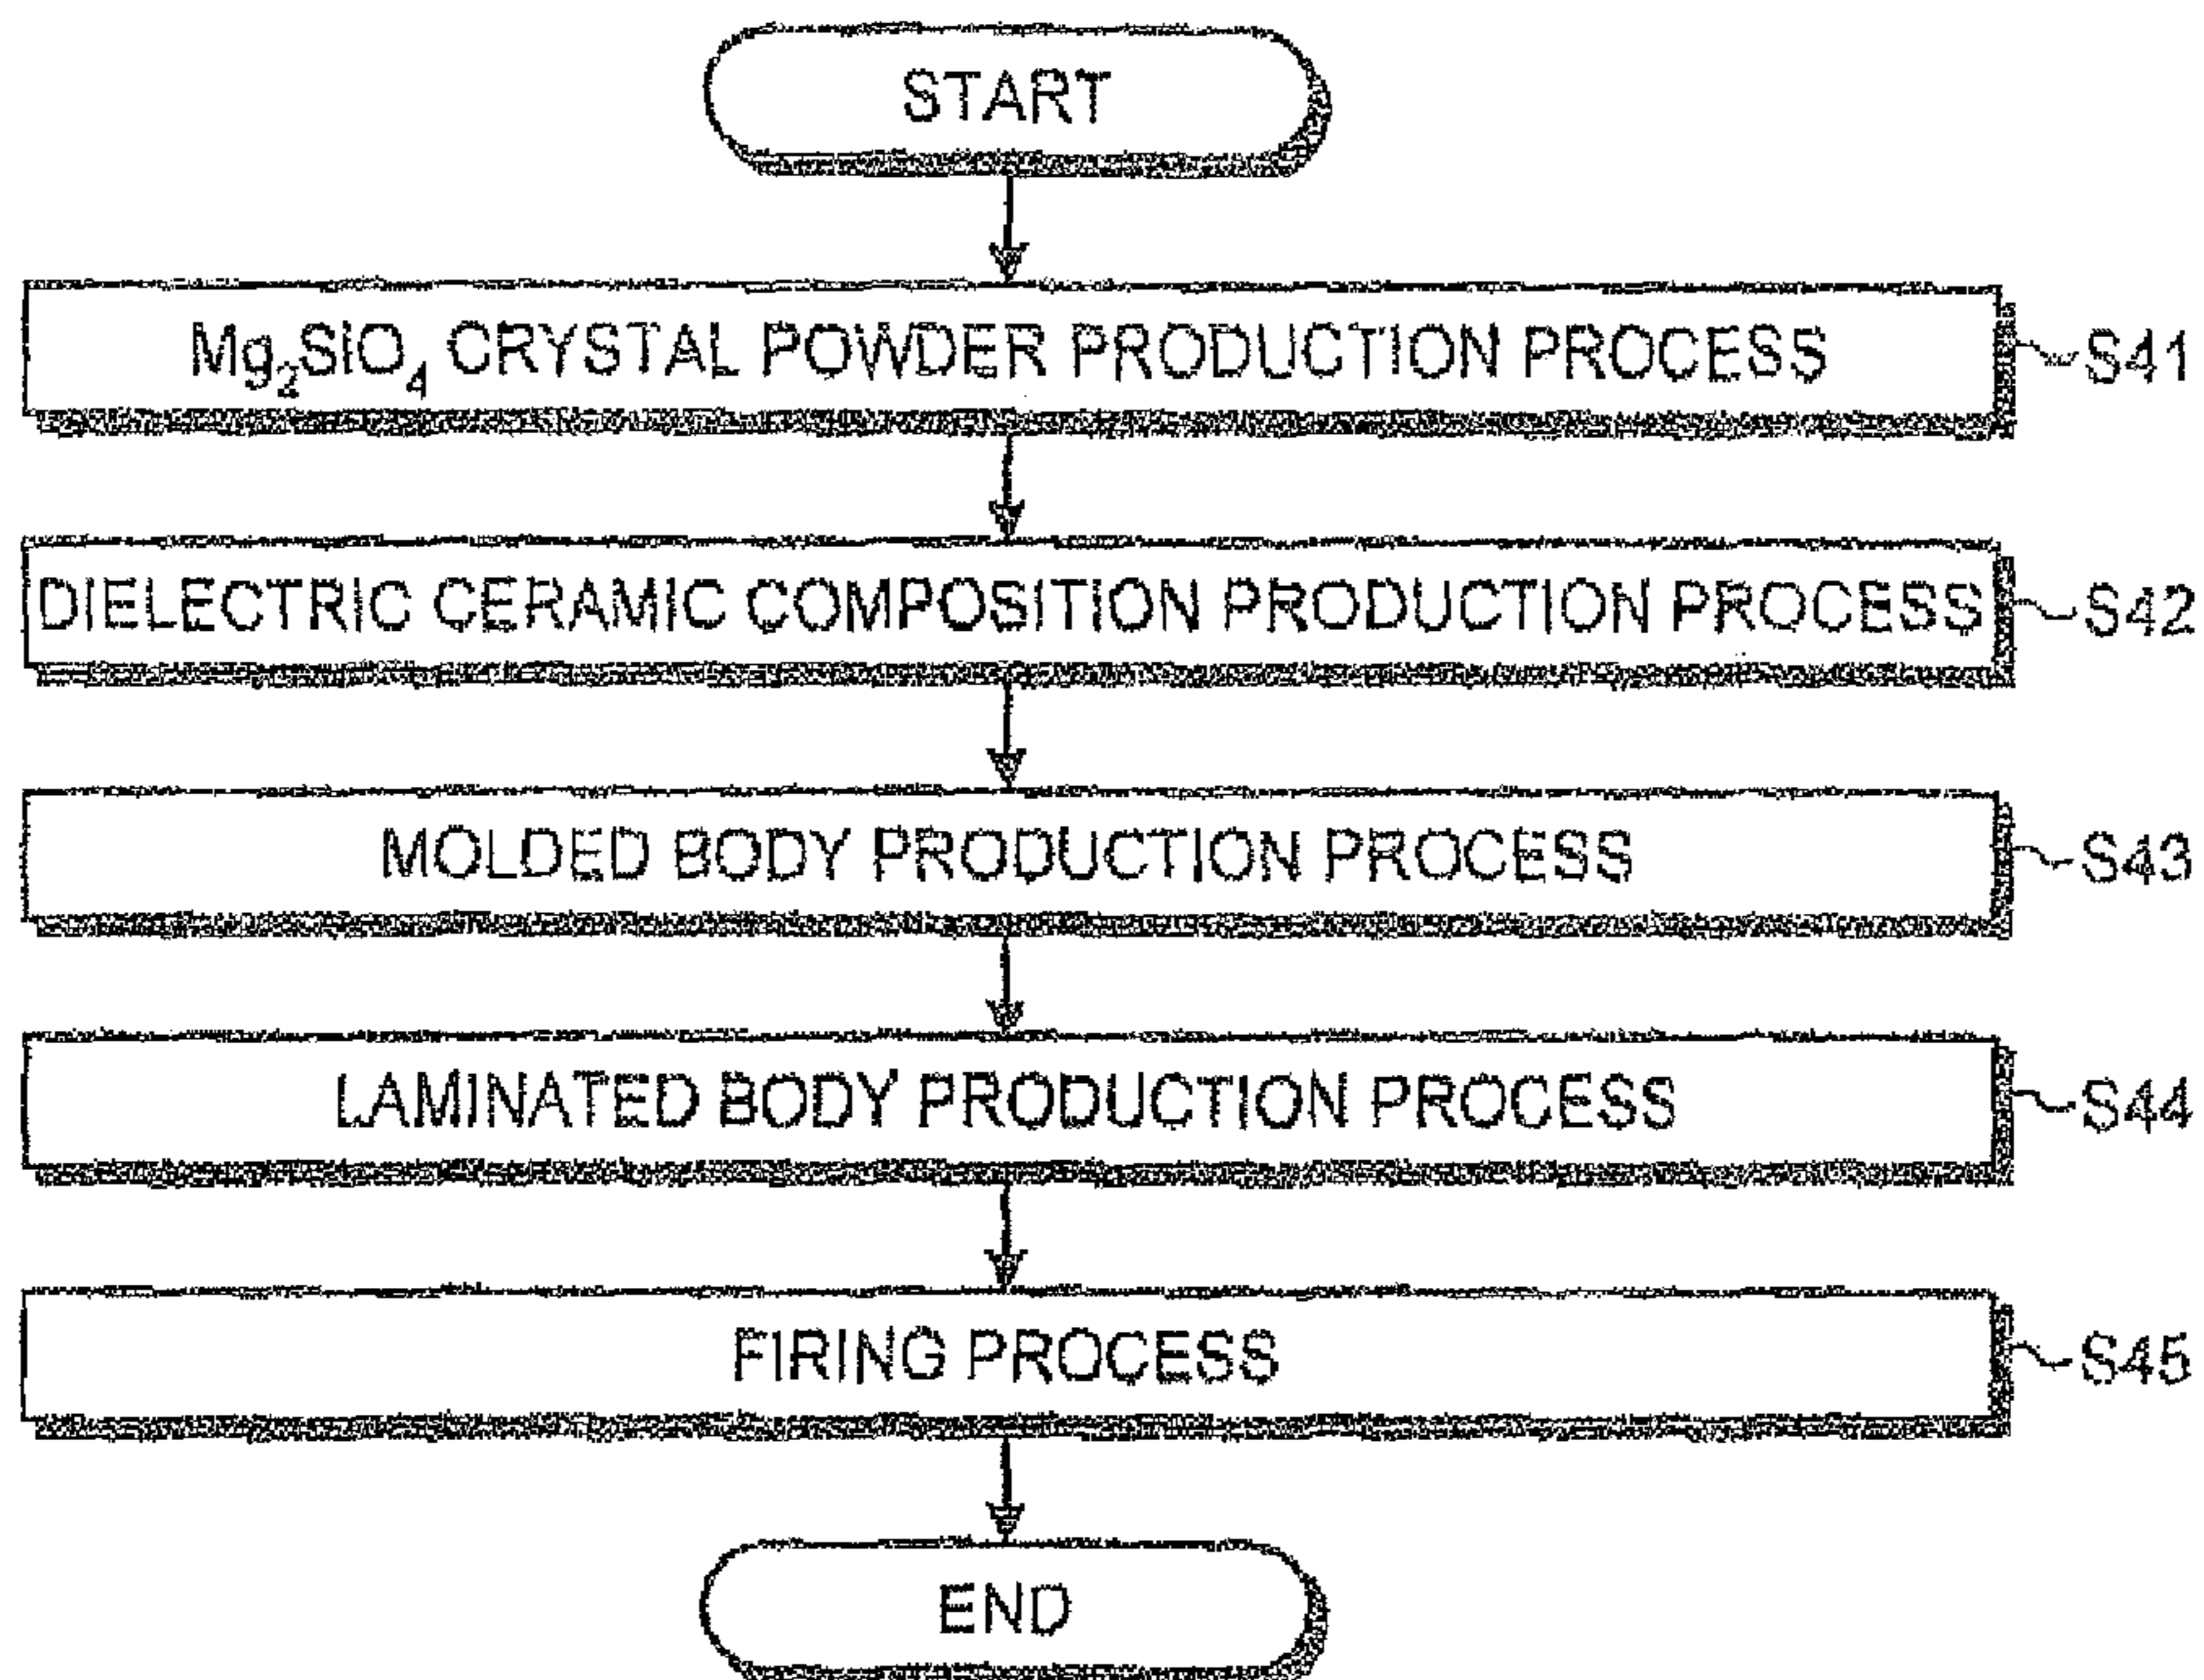 START
Mg₂SiO₄ CRYSTAL POWDER PRODUCTION PROCESS S41
DIELECTRIC CERAMIC COMPOSITION PRODUCTION PROCESS S42
MOLDED BODY PRODUCTION PROCESS S43
LAMINATED BODY PRODUCTION PROCESS S44
FIRING PROCESS S45
END